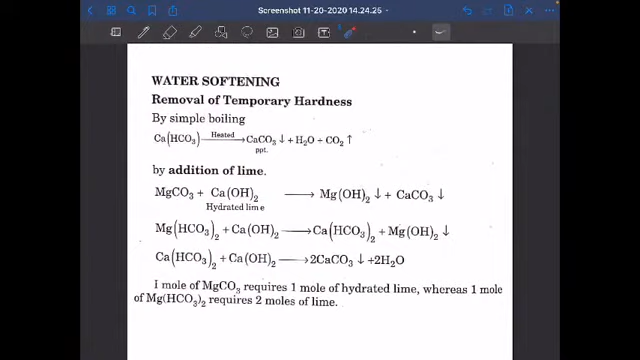 Screenshot 11-20-2020 14.24.25
WATER SOFTENING
Removal of Temporary Hardness
By simple boiling
Ca(HCO₃) —Heated→ CaCO₃↓ + H₂O + CO₂↑
ppt.
by addition of lime.
MgCO₃ + Ca(OH)₂ ⟶ Mg(OH)₂↓ + CaCO₃↓
Hydrated lime
Mg(HCO₃)₂ + Ca(OH)₂ ⟶ Ca(HCO₃)₂ + Mg(OH)₂↓
Ca(HCO₃)₂ + Ca(OH)₂ ⟶ 2CaCO₃↓ +2H₂O
1 mole of MgCO₃ requires 1 mole of hydrated lime, whereas 1 mole
of Mg(HCO₃)₂ requires 2 moles of lime.